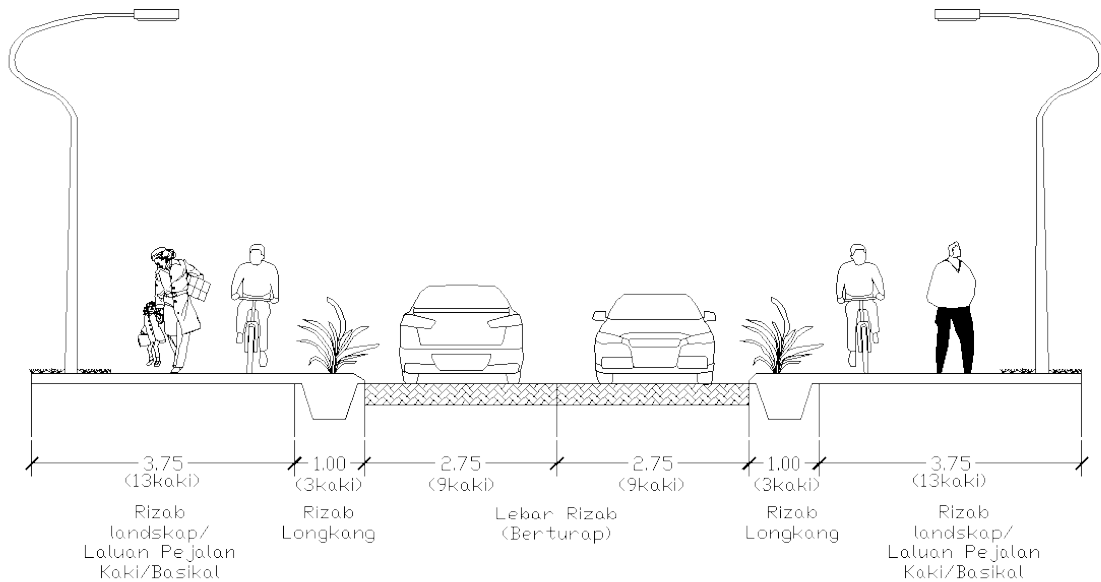 3.75 1.00 2.75 2.75 1.00 3.75
(13kaki) (3kaki) (9kaki) (9kaki) (3kaki) (13kaki)
Rizab
landskap/
Laluan Pejalan
Kaki/Basikal
Rizab
Longkang
Lebar Rizab
(Berturap)
Rizab
Longkang
Rizab
landskap/
Laluan Pejalan
Kaki/Basikal